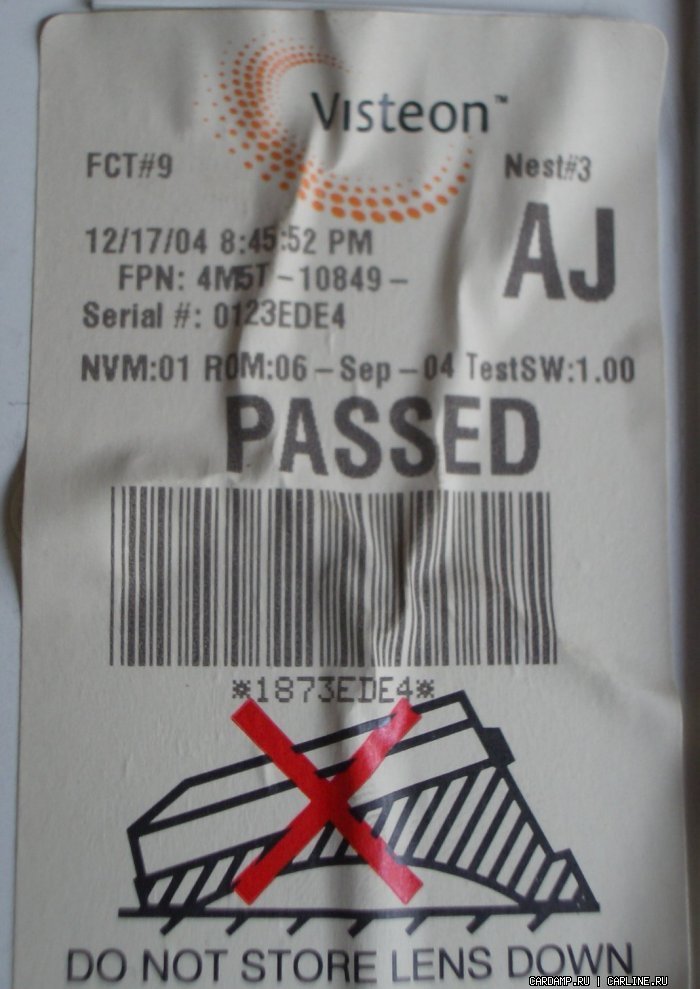 Visteon™
FCT#9 Nest#3
12/17/04 8:45:52 PM AJ
FPN: 4M5T-10849-
Serial #: 0123EDE4
NVM:01 ROM:06-Sep-04 TestSW:1.00
PASSED
*1873EDE4*
DO NOT STORE LENS DOWN
CARDAMP.RU | CARLINE.RU